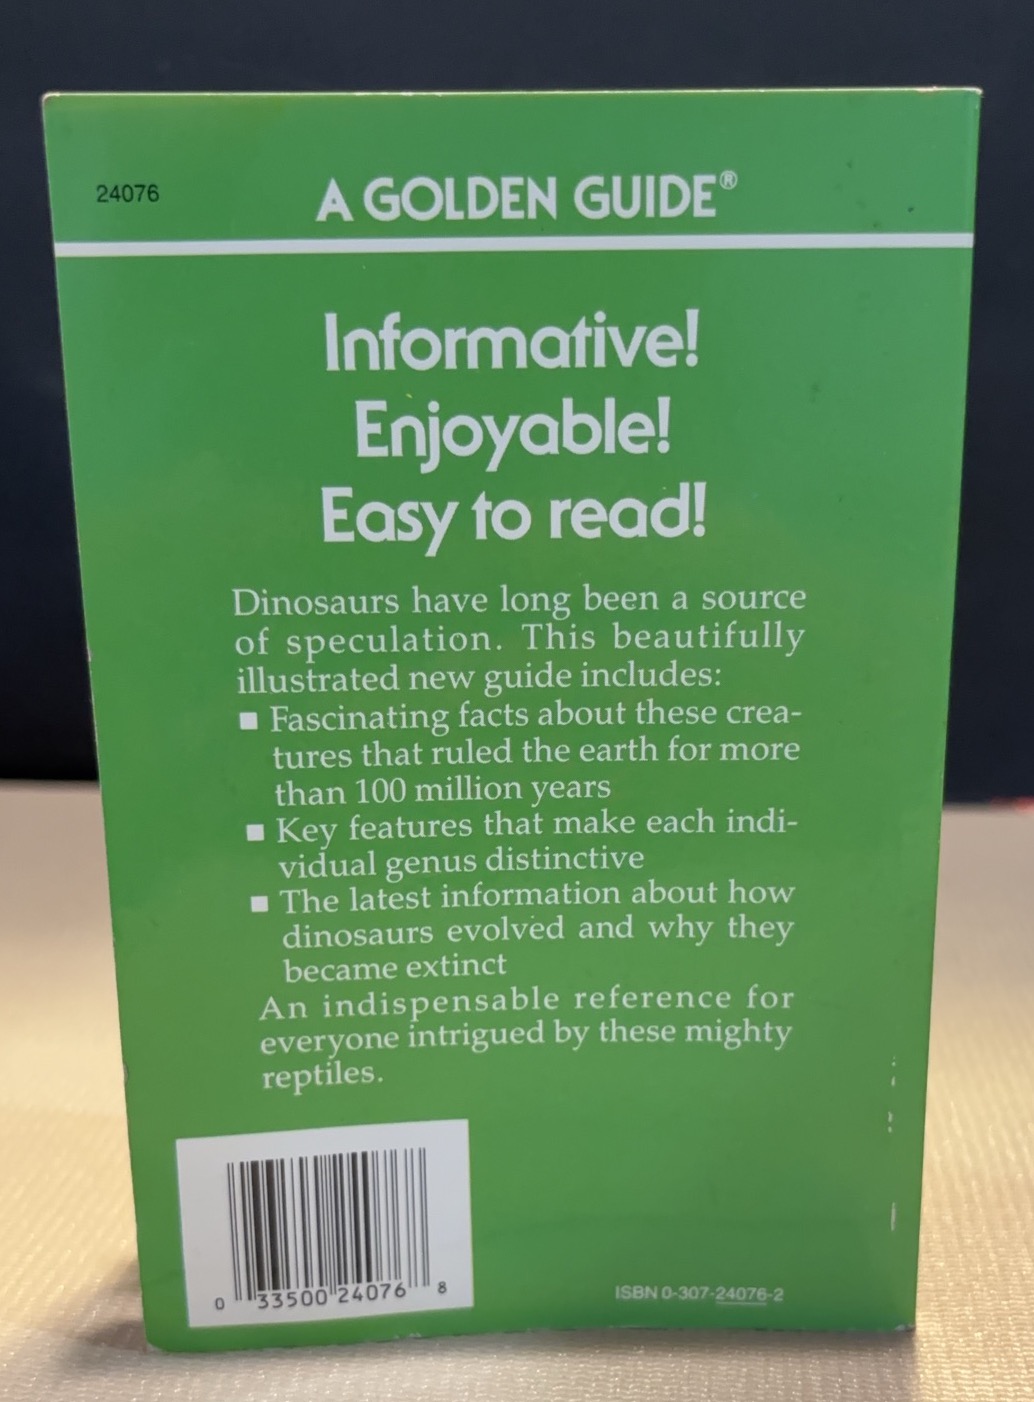 24076
A GOLDEN GUIDE®
Informative!
Enjoyable!
Easy to read!
Dinosaurs have long been a source
of speculation. This beautifully
illustrated new guide includes:
■ Fascinating facts about these crea-
tures that ruled the earth for more
than 100 million years
■ Key features that make each indi-
vidual genus distinctive
■ The latest information about how
dinosaurs evolved and why they
became extinct
An indispensable reference for
everyone intrigued by these mighty
reptiles.
0 33500 24076 8
ISBN 0-307-24076-2